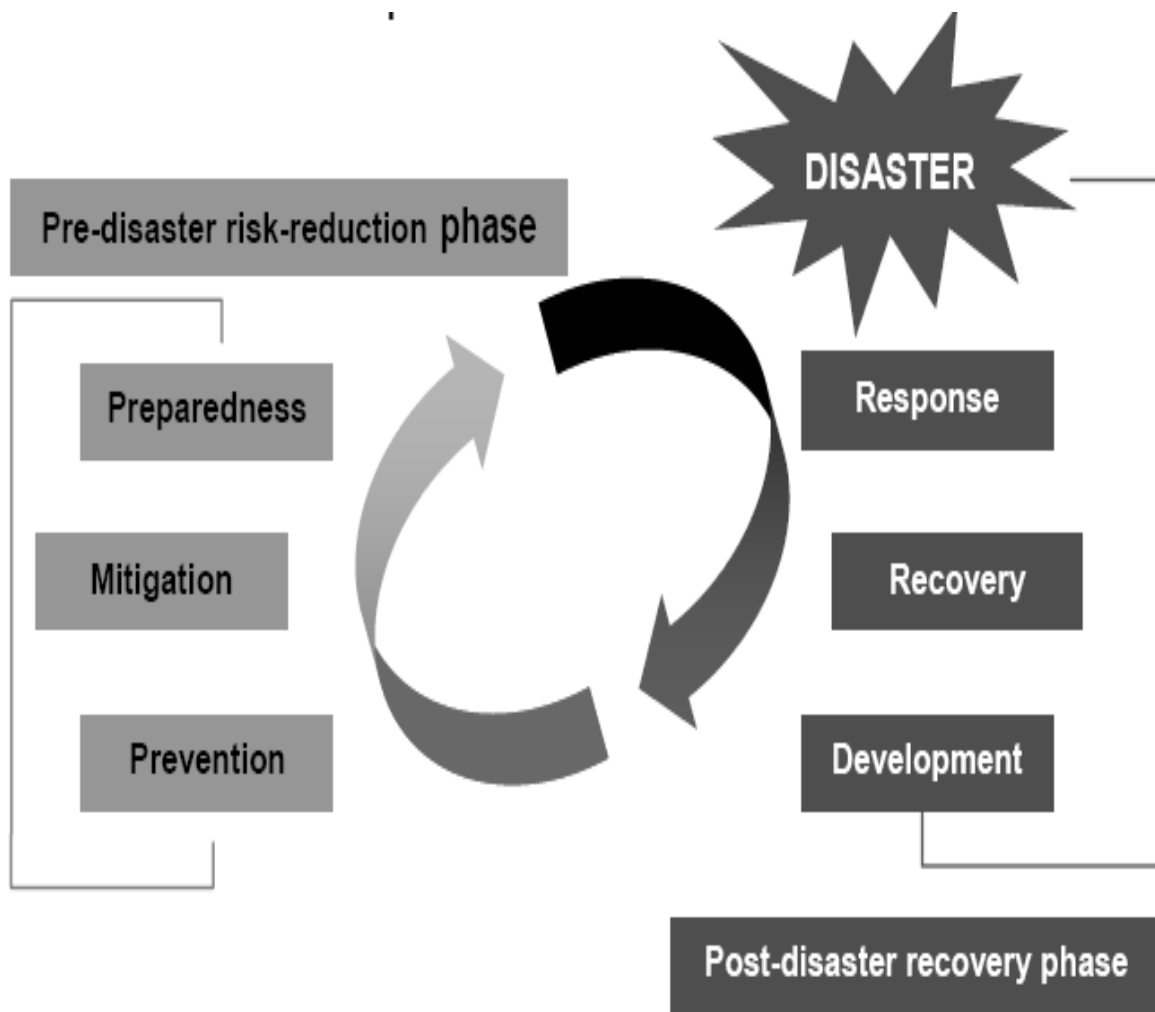 DISASTER
Pre-disaster risk-reduction phase
Preparedness
Response
Mitigation
Recovery
Prevention
Development
Post-disaster recovery phase